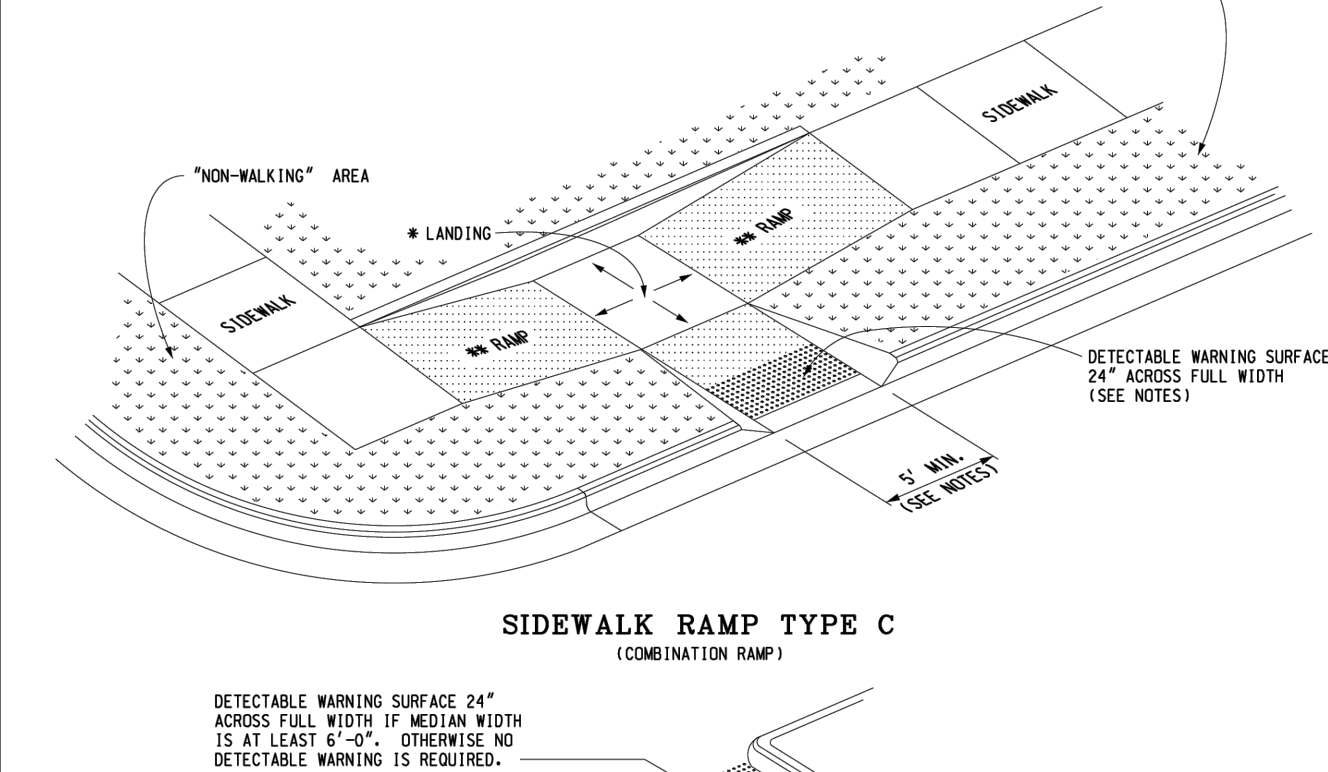 SIDEWALK
"NON-WALKING" AREA
* LANDING
** RAMP
SIDEWALK
** RAMP
DETECTABLE WARNING SURFACE
24" ACROSS FULL WIDTH
(SEE NOTES)
5' MIN.
(SEE NOTES)
SIDEWALK RAMP TYPE C
(COMBINATION RAMP)
DETECTABLE WARNING SURFACE 24"
ACROSS FULL WIDTH IF MEDIAN WIDTH
IS AT LEAST 6'-0". OTHERWISE NO
DETECTABLE WARNING IS REQUIRED.